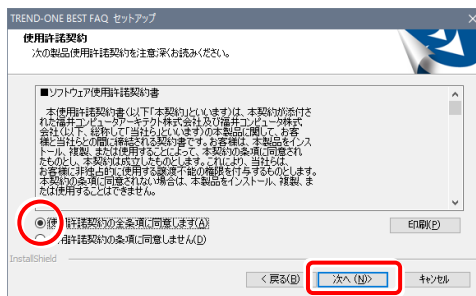 TREND-ONE BEST FAQ セットアップ
使用許諾契約
次の製品使用許諾契約を注意深くお読みください。
■ソフトウェア使用許諾契約書
本使用許諾契約書(以下「本契約」といいます)は、本契約が添付さ
れた福井コンピュータアーキテクト株式会社及び福井コンピュータ株式
会社(以下、総称して「当社ら」といいます)の本製品に関して、お客
様と当社らとの間に締結される契約書です。お客様は、本製品をインス
トール、複製、または使用することによって、本契約の条項に同意され
たものとし、本契約は成立したものとします。これにより、当社らは、
お客様に非独占的に使用する譲渡不能の権限を付与するものとします。
本契約の条項に同意されない場合は、本製品をインストール、複製、ま
たは使用することはできません。
使用許諾契約の全条項に同意します(A)
用許諾契約の条項に同意しません(D)
印刷(P)
InstallShield
< 戻る(B)
次へ(N)>
キャンセル